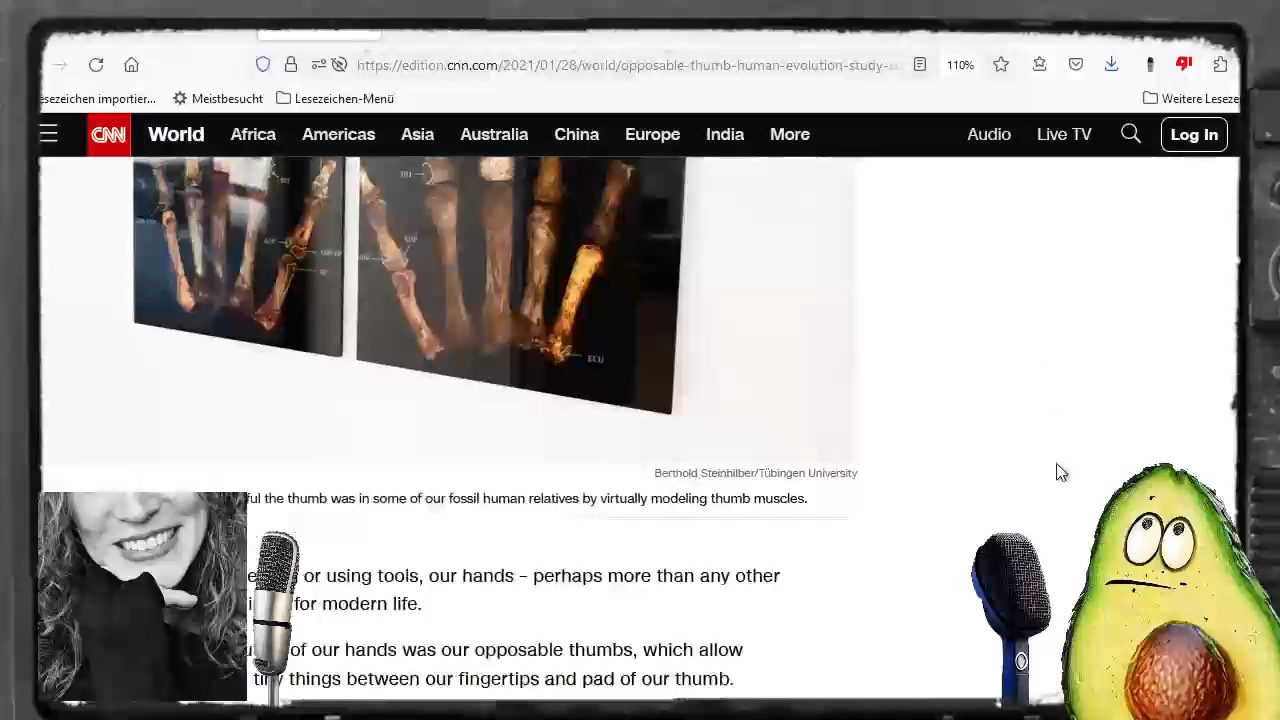 https://edition.cnn.com/2021/01/28/world/opposable-thumb-human-evolution-study-
110%
esezeichen importier...
Meistbesucht
Lesezeichen-Menü
Weitere Leseze
CNN
World
Africa
Americas
Asia
Australia
China
Europe
India
More
Audio
Live TV
Log In
ECU
Berthold Steinhilber/Tübingen University
ful the thumb was in some of our fossil human relatives by virtually modeling thumb muscles.
or using tools, our hands – perhaps more than any other
for modern life.
of our hands was our opposable thumbs, which allow
tiny things between our fingertips and pad of our thumb.